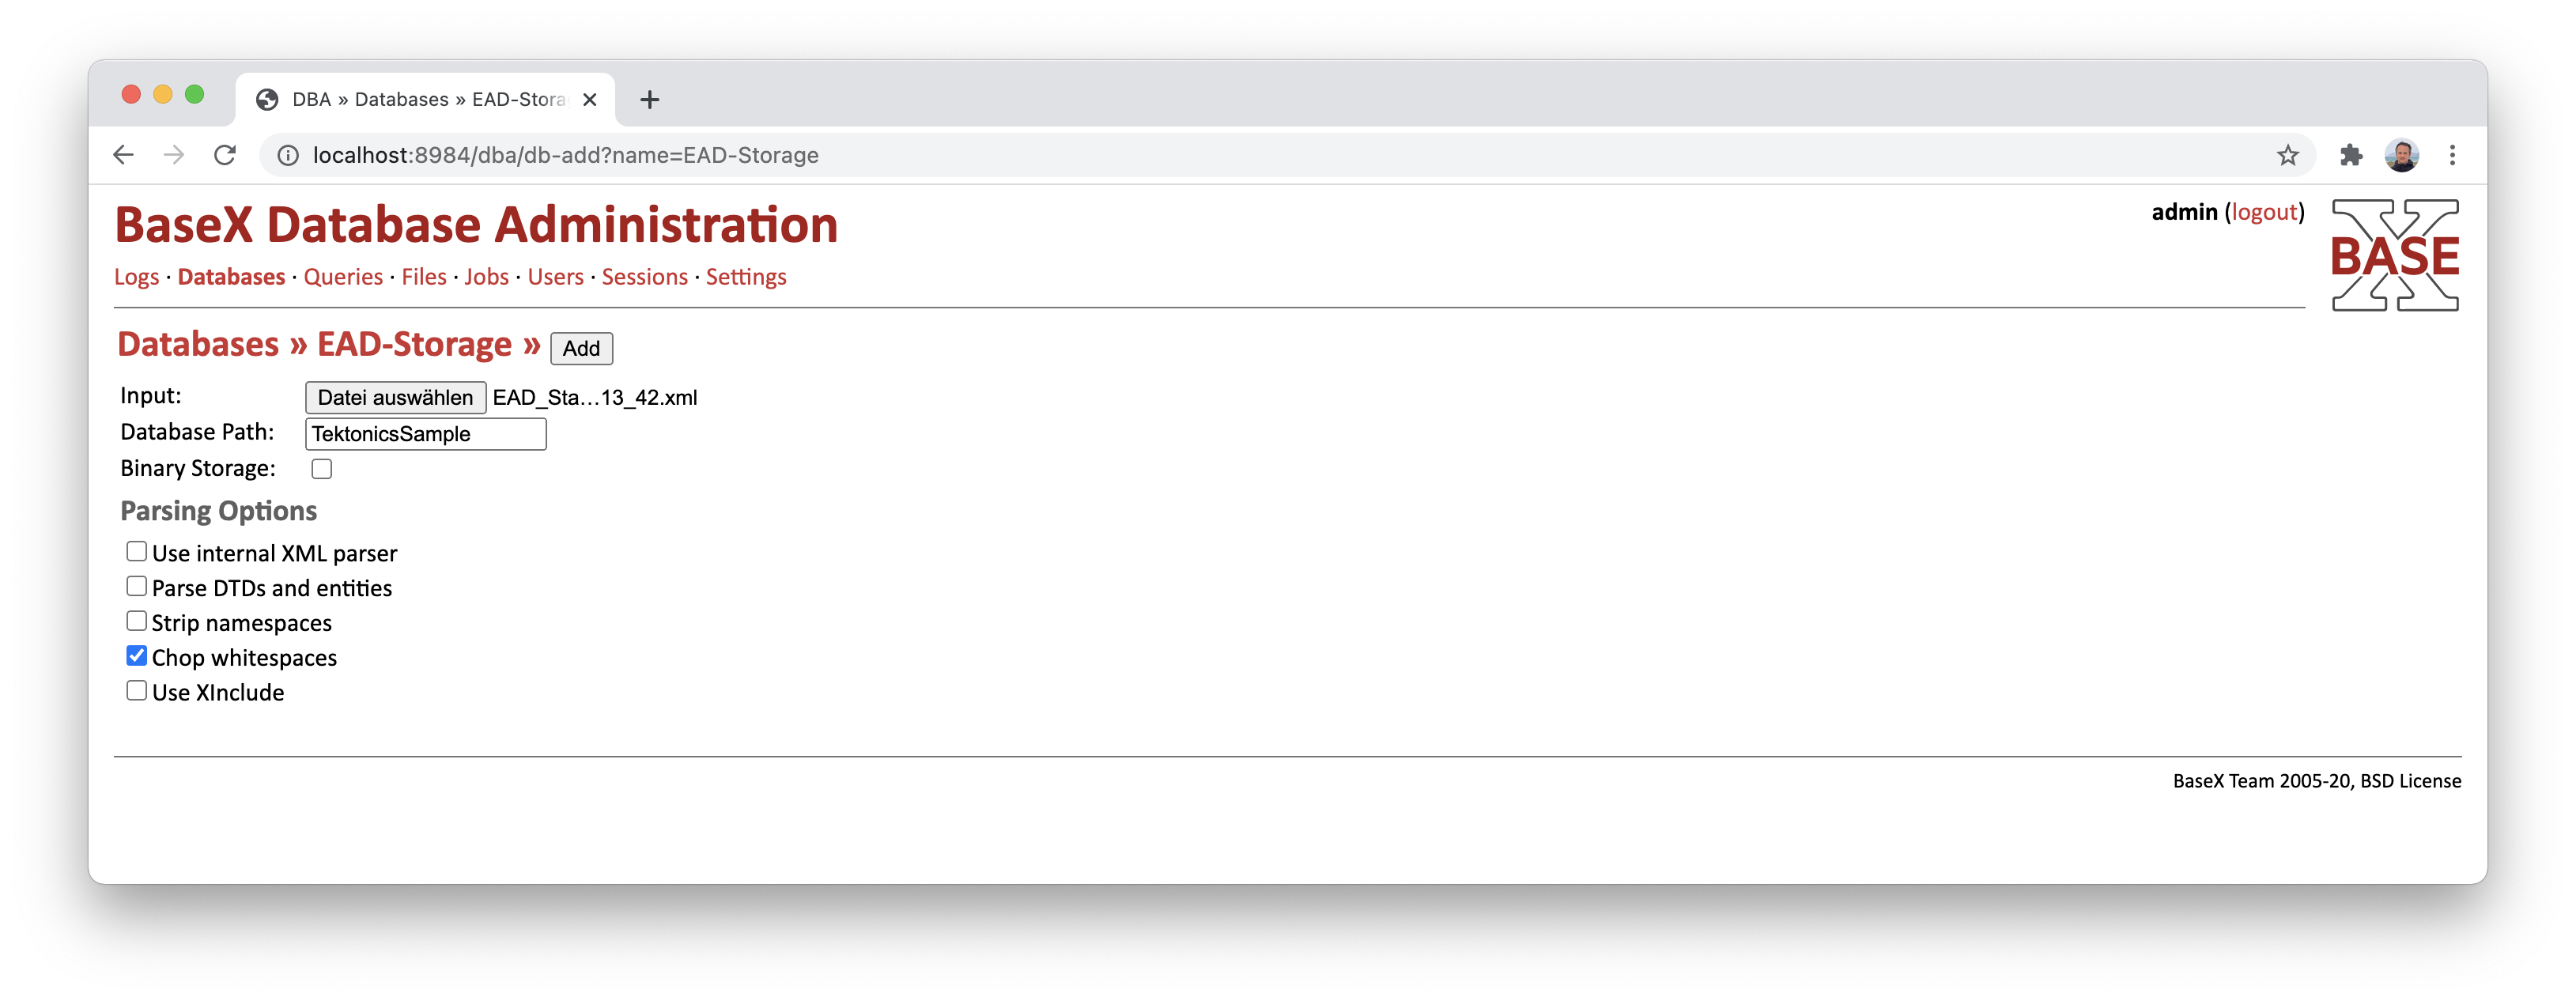 DBA » Databases » EAD-Stora
localhost:8984/dba/db-add?name=EAD-Storage
BaseX Database Administration
admin (logout)
BASE
Logs · Databases · Queries · Files · Jobs · Users · Sessions · Settings
Databases » EAD-Storage » Add
Input: Datei auswählen EAD_Sta...13_42.xml
Database Path: TektonicsSample
Binary Storage:
Parsing Options
Use internal XML parser
Parse DTDs and entities
Strip namespaces
Chop whitespaces
Use XInclude
BaseX Team 2005-20, BSD License